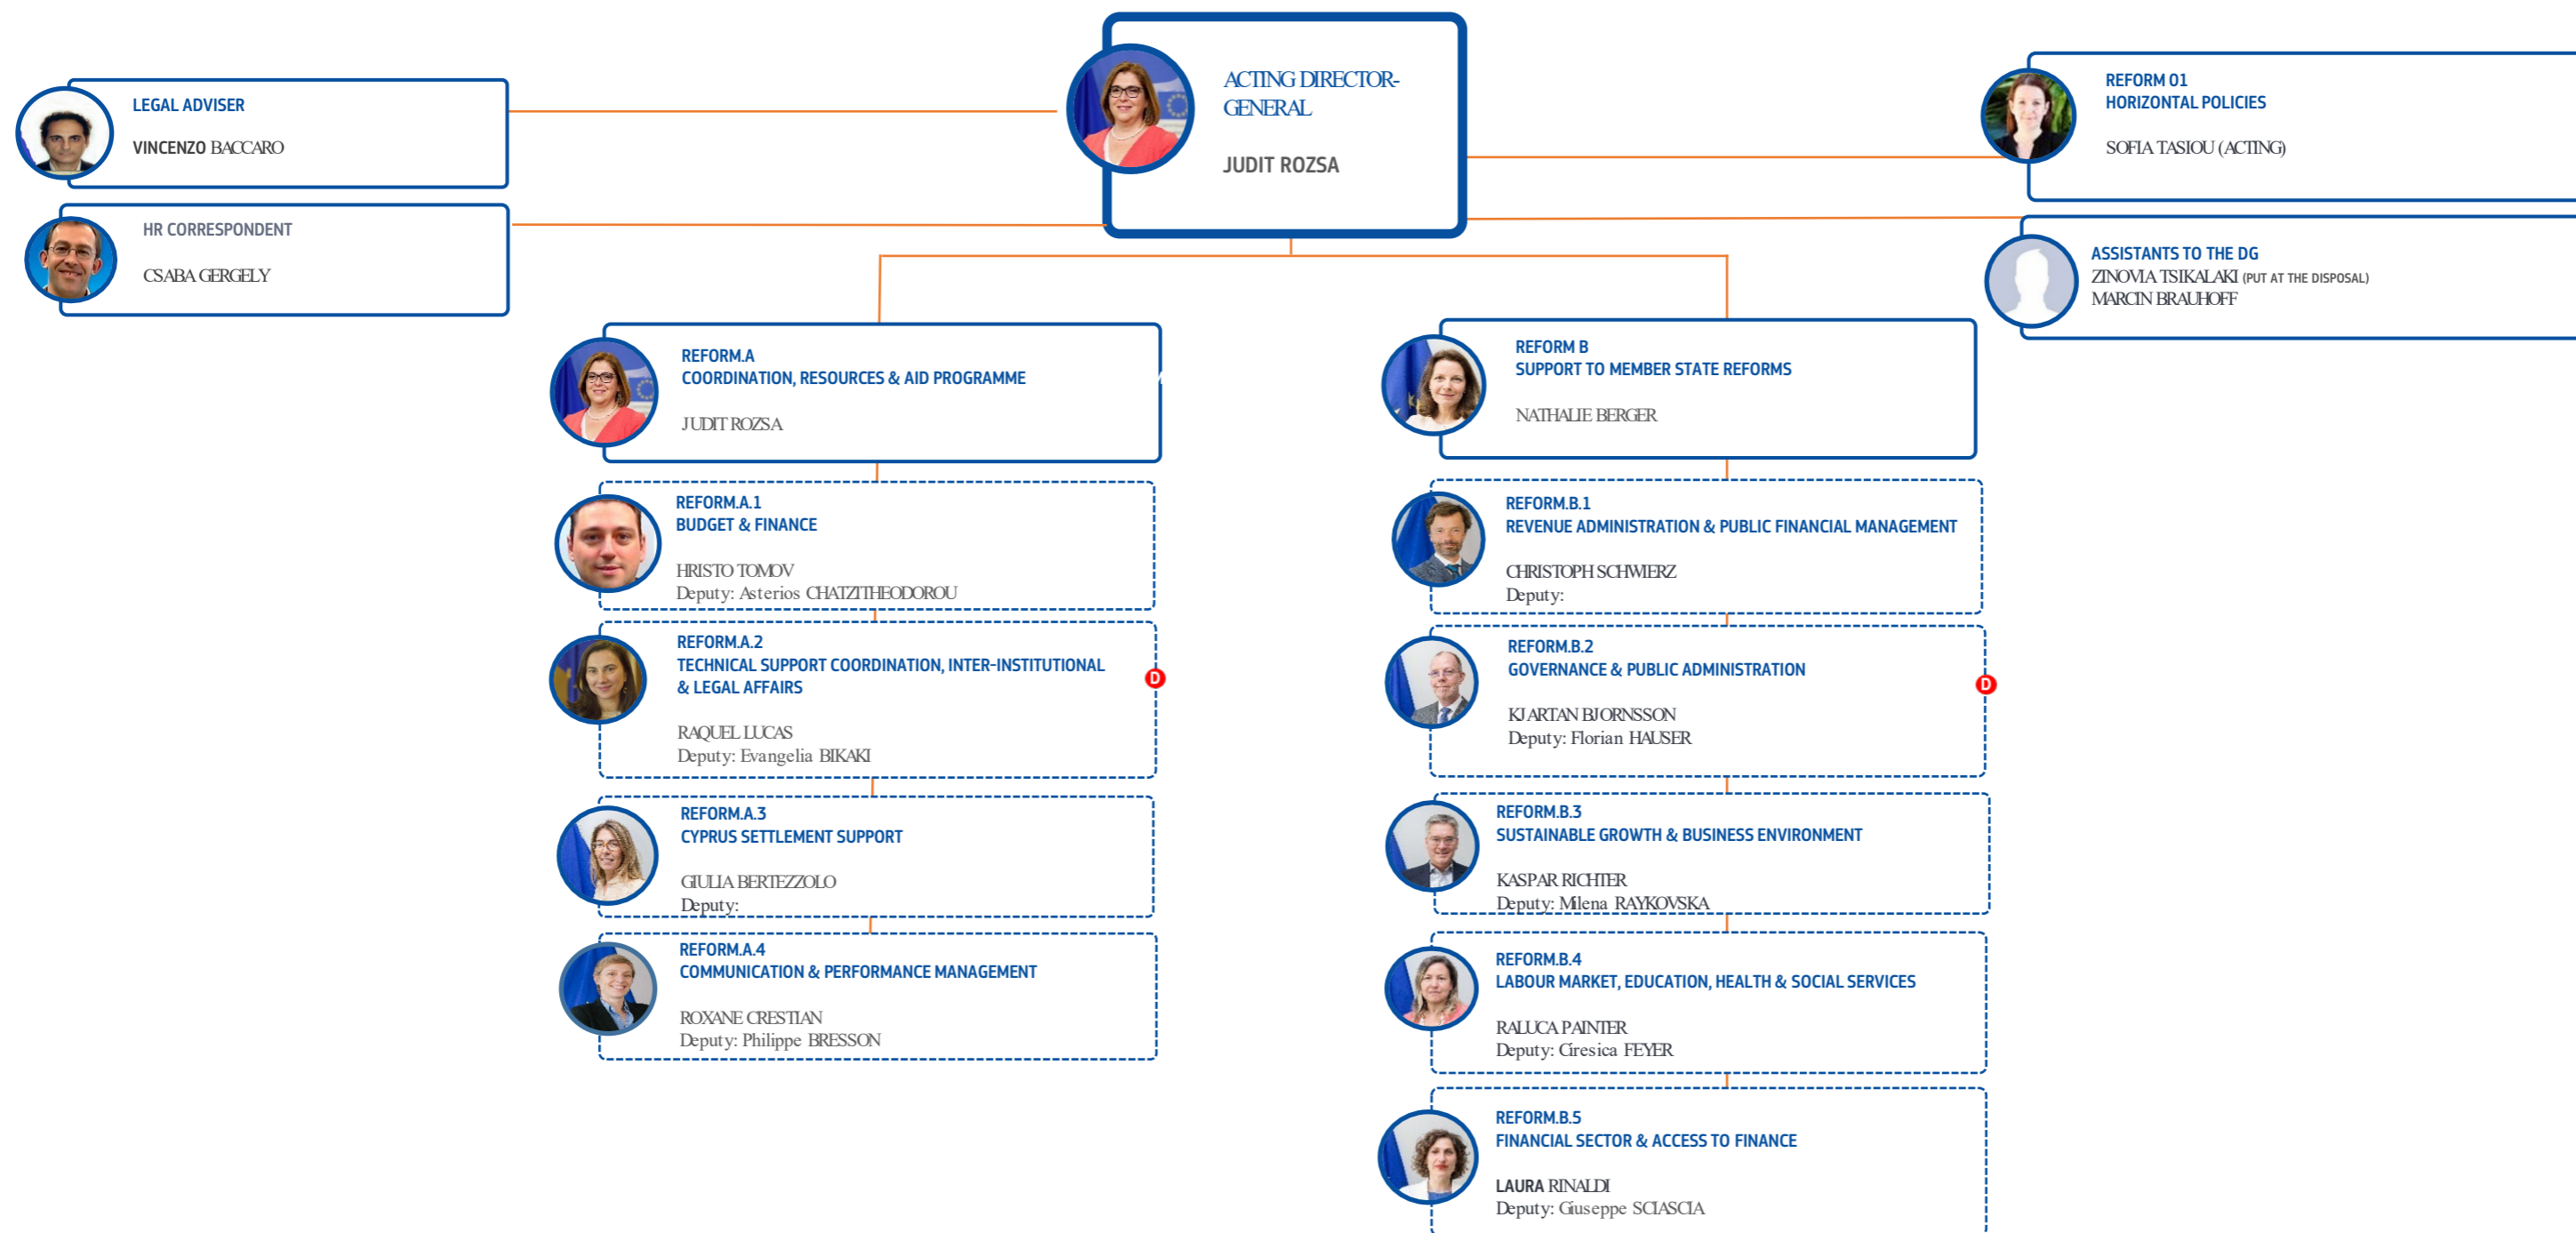 ACTING DIRECTOR-
GENERAL
JUDIT ROZSA
LEGAL ADVISER
VINCENZO BACCARO
HR CORRESPONDENT
CSABA GERGELY
REFORM 01
HORIZONTAL POLICIES
SOFIA TASIOU (ACTING)
ASSISTANTS TO THE DG
ZINOVIA TSIKALAKI (PUT AT THE DISPOSAL)
MARCIN BRAUHOFF
REFORM.A
COORDINATION, RESOURCES & AID PROGRAMME
JUDIT ROZSA
REFORM.A.1
BUDGET & FINANCE
HRISTO TOMOV
Deputy: Asterios CHATZITHEODOROU
REFORM.A.2
TECHNICAL SUPPORT COORDINATION, INTER-INSTITUTIONAL
& LEGAL AFFAIRS
D
RAQUEL LUCAS
Deputy: Evangelia BIKAKI
REFORM.A.3
CYPRUS SETTLEMENT SUPPORT
GIULIA BERTEZZOLO
Deputy:
REFORM.A.4
COMMUNICATION & PERFORMANCE MANAGEMENT
ROXANE CRESTIAN
Deputy: Philippe BRESSON
REFORM B
SUPPORT TO MEMBER STATE REFORMS
NATHALIE BERGER
REFORM.B.1
REVENUE ADMINISTRATION & PUBLIC FINANCIAL MANAGEMENT
CHRISTOPH SCHWIERZ
Deputy:
REFORM.B.2
GOVERNANCE & PUBLIC ADMINISTRATION
D
KJARTAN BJORNSSON
Deputy: Florian HAUSER
REFORM.B.3
SUSTAINABLE GROWTH & BUSINESS ENVIRONMENT
KASPAR RICHTER
Deputy: Milena RAYKOVSKA
REFORM.B.4
LABOUR MARKET, EDUCATION, HEALTH & SOCIAL SERVICES
RALUCA PAINTER
Deputy: Ciresica FEYER
REFORM.B.5
FINANCIAL SECTOR & ACCESS TO FINANCE
LAURA RINALDI
Deputy: Giuseppe SCIASCIA